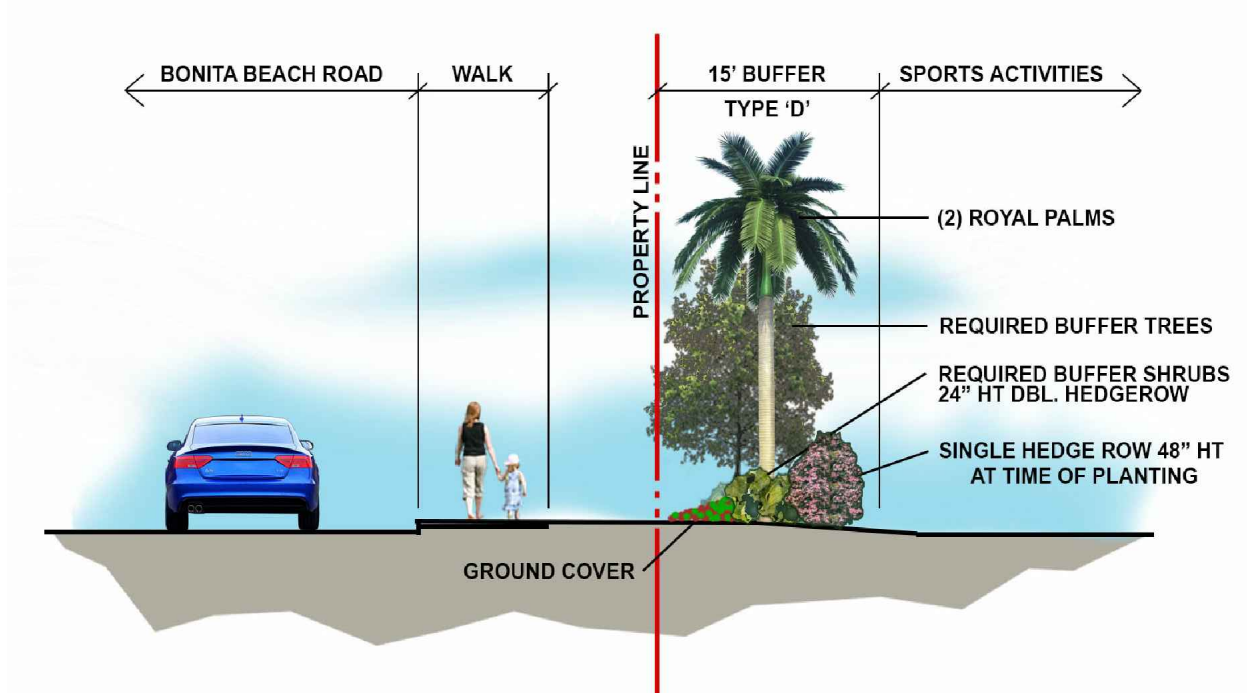 BONITA BEACH ROAD
WALK
15’ BUFFER
SPORTS ACTIVITIES
TYPE ‘D’
PROPERTY LINE
(2) ROYAL PALMS
REQUIRED BUFFER TREES
REQUIRED BUFFER SHRUBS
24” HT DBL. HEDGEROW
SINGLE HEDGE ROW 48” HT
AT TIME OF PLANTING
GROUND COVER